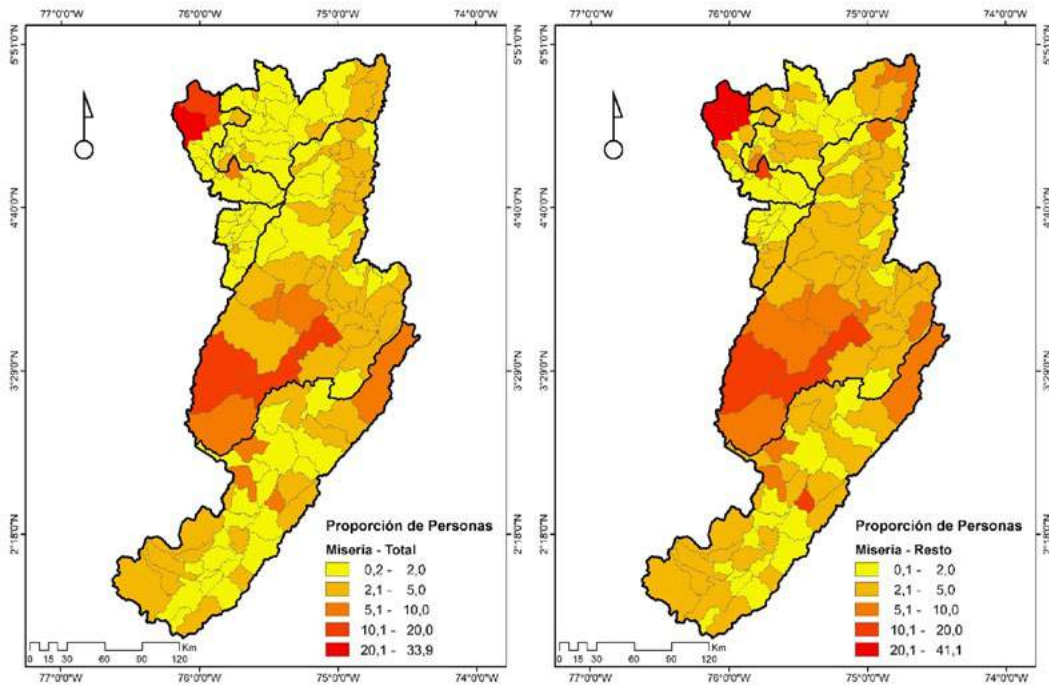 77°0'0"W 76°0'0"W 75°0'0"W 74°0'0"W
5°51'0"N
4°40'0"N
3°29'0"N
2°18'0"N
Proporción de Personas
Miseria - Total
0,2 - 2,0
2,1 - 5,0
5,1 - 10,0
10,1 - 20,0
20,1 - 33,9
Km
0 15 30 60 90 120
77°0'0"W 76°0'0"W 75°0'0"W 74°0'0"W
77°0'0"W 76°0'0"W 75°0'0"W 74°0'0"W
5°51'0"N
4°40'0"N
3°29'0"N
2°18'0"N
Proporción de Personas
Miseria - Resto
0,1 - 2,0
2,1 - 5,0
5,1 - 10,0
10,1 - 20,0
20,1 - 41,1
Km
0 15 30 60 90 120
77°0'0"W 76°0'0"W 75°0'0"W 74°0'0"W